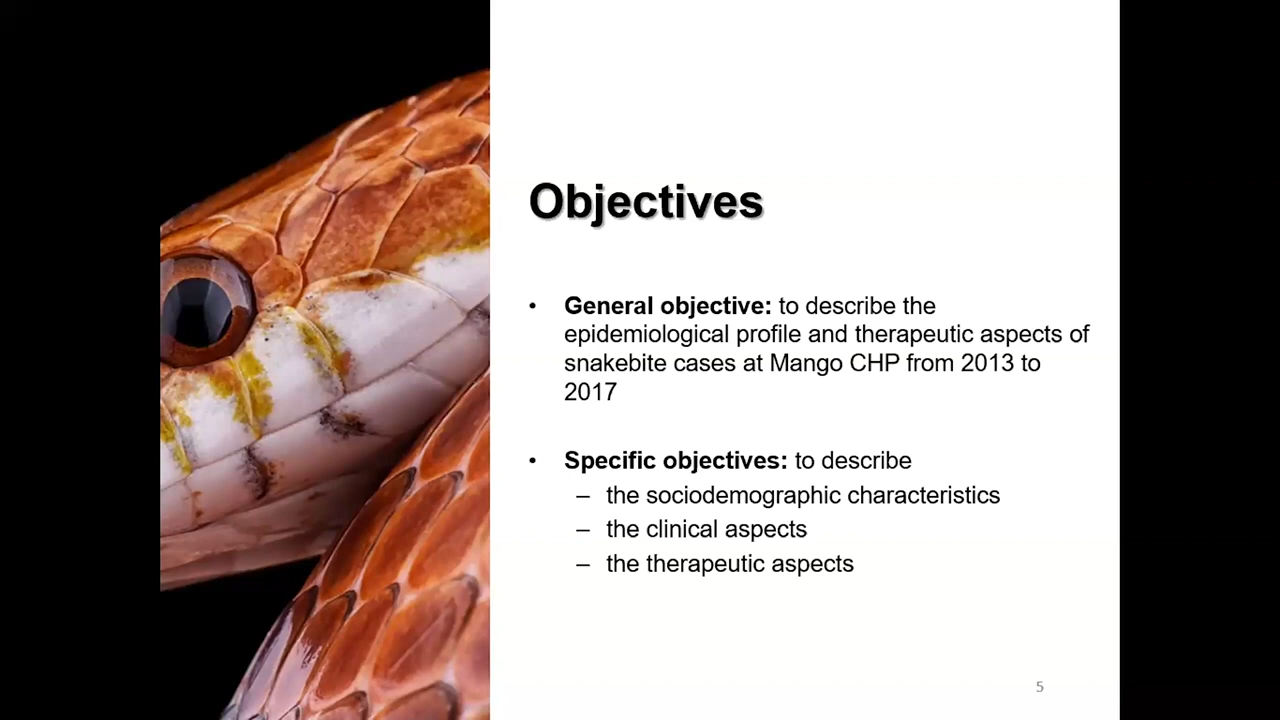 Objectives
• General objective: to describe the
epidemiological profile and therapeutic aspects of
snakebite cases at Mango CHP from 2013 to
2017
• Specific objectives: to describe
– the sociodemographic characteristics
– the clinical aspects
– the therapeutic aspects
5